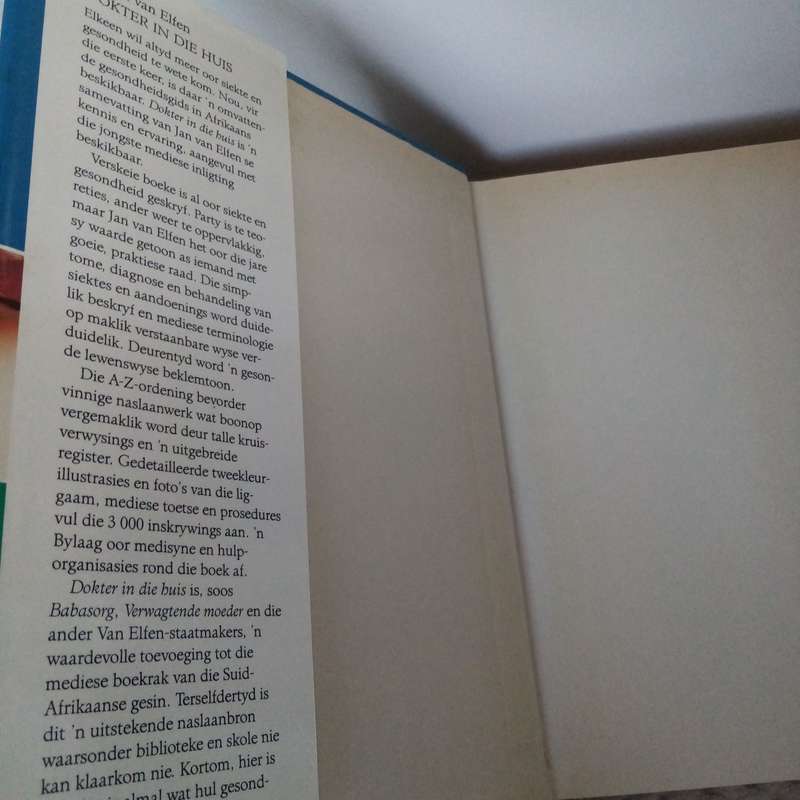 van Elfen
OKTER IN DIE HUIS
Elkeen wil altyd meer oor siekte en
gesondheid te wete kom. Nou, vir
die eerste keer, is daar 'n omvatten-
de gesondheidsgids in Afrikaans
beskikbaar. Dokter in die huis is 'n
samevatting van Jan van Elfen se
kennis en ervaring, aangevul met
die jongste mediese inligting
beskikbaar.
Verskeie boeke is al oor siekte en
gesondheid geskryf. Party is te teo-
reties, ander weer te oppervlakkig,
maar Jan van Elfen het oor die jare
sy waarde getoon as iemand met
goeie, praktiese raad. Die simp-
tome, diagnose en behandeling van
siektes en aandoenings word duide-
lik beskryf en mediese terminologie
op maklik verstaanbare wyse ver-
duidelik. Deurentyd word 'n geson-
de lewenswyse beklemtoon.
Die A-Z-ordening bevorder
vinnige naslaanwerk wat boonop
vergemaklik word deur talle kruis-
verwysings en 'n uitgebreide
register. Gedetailleerde tweekleur-
illustrasies en foto's van die lig-
gaam, mediese toetse en prosedures
vul die 3 000 inskrywings aan. 'n
Bylaag oor medisyne en hulp-
organisasies rond die boek af.
Dokter in die huis is, soos
Babasorg, Verwagtende moeder en die
ander Van Elfen-staatmakers, 'n
waardevolle toevoeging tot die
mediese boekrak van die Suid-
Afrikaanse gesin. Terselfdertyd is
dit 'n uitstekende naslaanbron
waarsonder biblioteke en skole nie
kan klaarkom nie. Kortom, hier is
wat hul gesond-